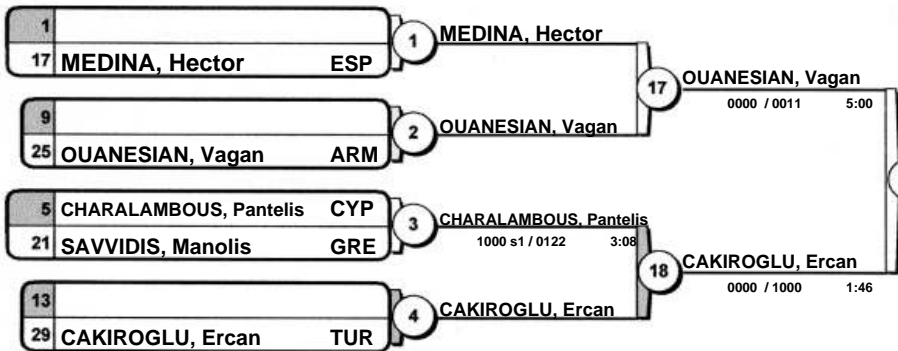 1
17 MEDINA, Hector ESP
1
MEDINA, Hector
9
25 OUANESIAN, Vagan ARM
2
OUANESIAN, Vagan
17
OUANESIAN, Vagan
0000 / 0011 5:00
5 CHARALAMBOUS, Pantelis CYP
21 SAVVIDIS, Manolis GRE
3
CHARALAMBOUS, Pantelis
1000 s1 / 0122 3:08
13
29 CAKIROGLU, Ercan TUR
4
CAKIROGLU, Ercan
18
CAKIROGLU, Ercan
0000 / 1000 1:46